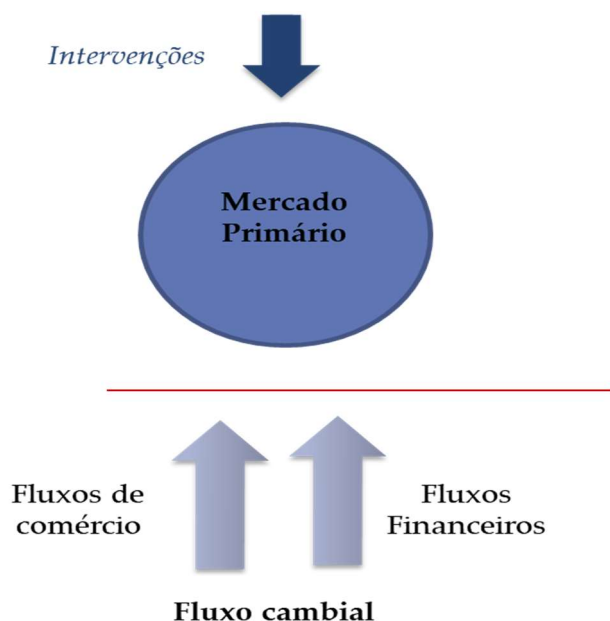 Intervenções
Mercado
Primário
Fluxos de
comércio
Fluxos
Financeiros
Fluxo cambial